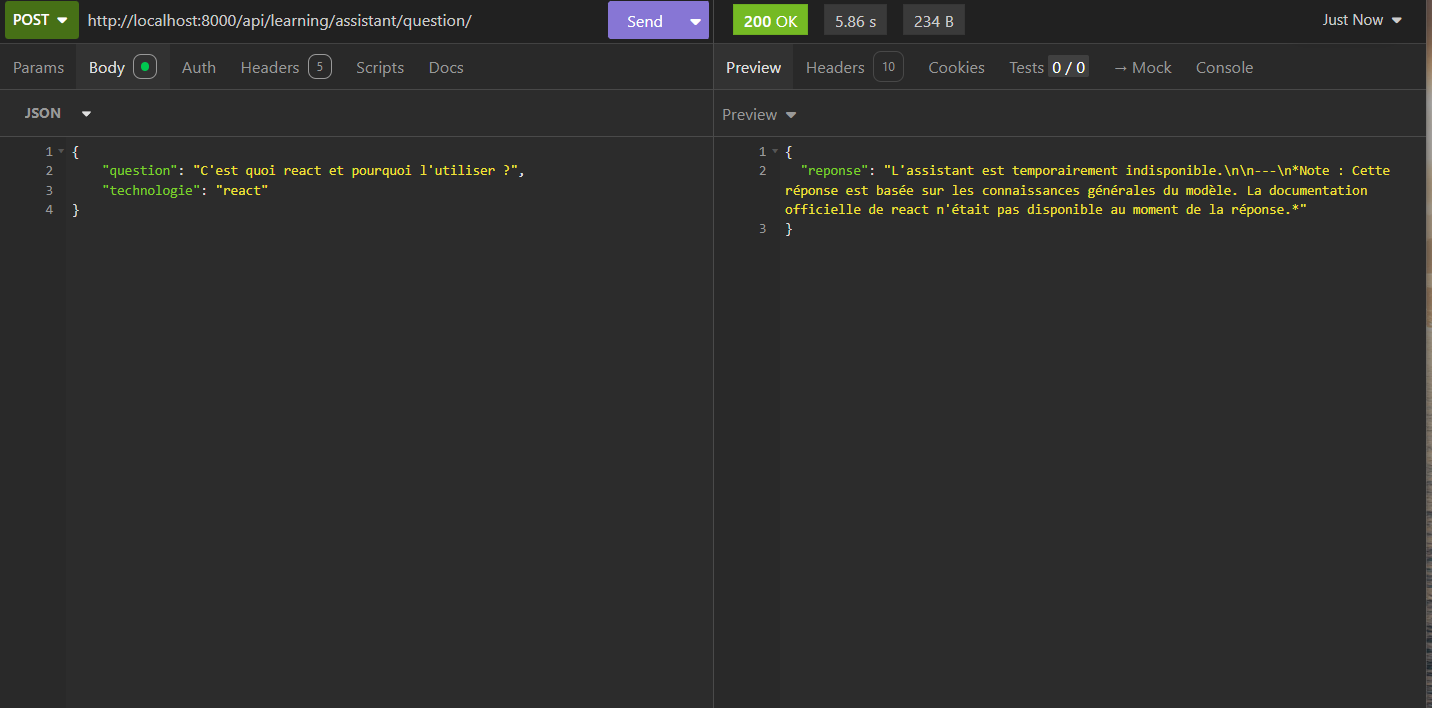 POST http://localhost:8000/api/learning/assistant/question/ Send
200 OK 5.86 s 234 B Just Now
Params Body Auth Headers 5 Scripts Docs
Preview Headers 10 Cookies Tests 0 / 0 → Mock Console
JSON
Preview
1 {
2 "question": "C'est quoi react et pourquoi l'utiliser ?",
3 "technologie": "react"
4 }
1 {
2 "reponse": "L'assistant est temporairement indisponible.\n\n---\n*Note : Cette
réponse est basée sur les connaissances générales du modèle. La documentation
officielle de react n'était pas disponible au moment de la réponse.*"
3 }